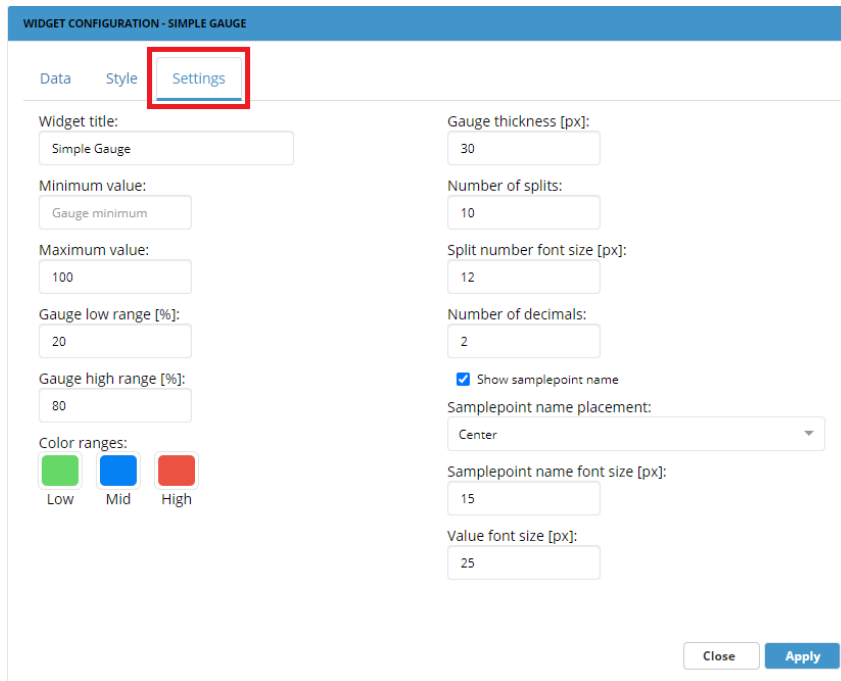 WIDGET CONFIGURATION - SIMPLE GAUGE
Data Style Settings
Widget title:
Simple Gauge
Minimum value:
Gauge minimum
Maximum value:
100
Gauge low range [%]:
20
Gauge high range [%]:
80
Color ranges:
Low Mid High
Gauge thickness [px]:
30
Number of splits:
10
Split number font size [px]:
12
Number of decimals:
2
Show samplepoint name
Samplepoint name placement:
Center
Samplepoint name font size [px]:
15
Value font size [px]:
25
Close Apply